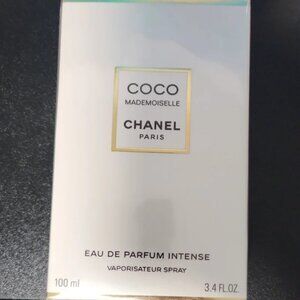 COCO
MADEMOISELLE
CHANEL
PARIS
EAU DE PARFUM INTENSE
VAPORISATEUR SPRAY
100 ml 3.4 FL.OZ.